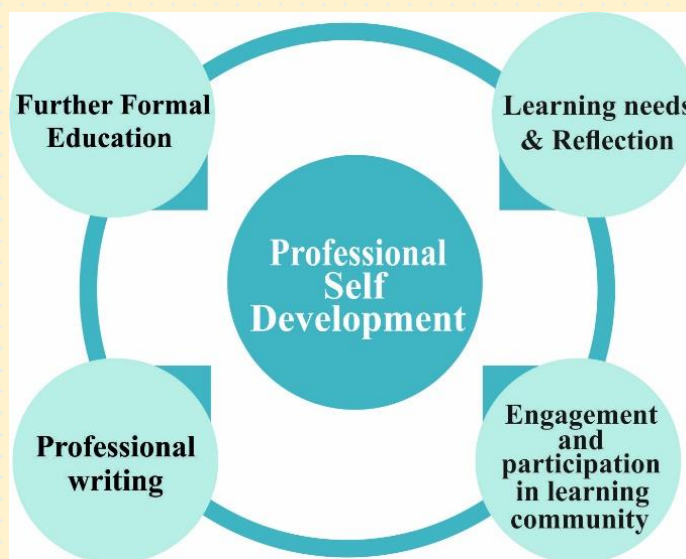 Further Formal
Education
Learning needs
& Reflection
Professional
Self
Development
Professional
writing
Engagement
and
participation
in learning
community